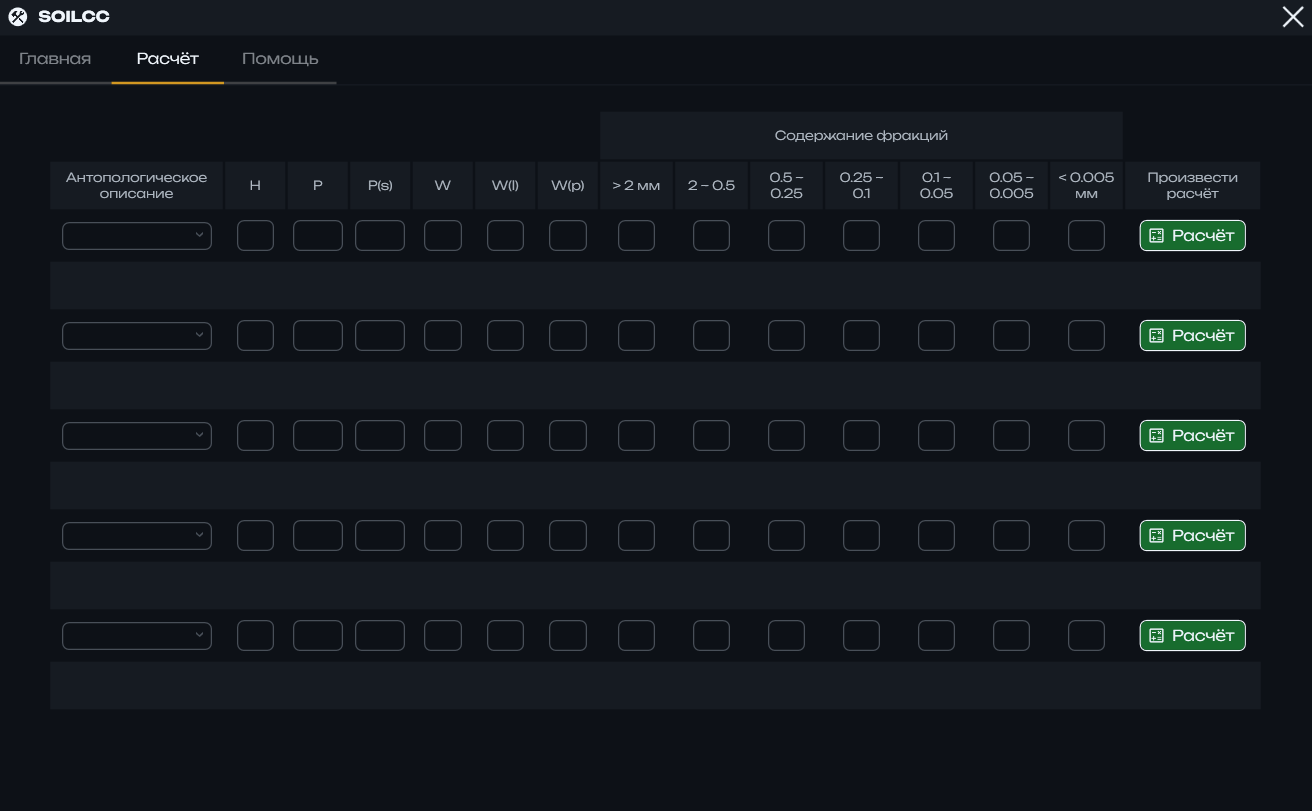 SOILCC
Главная
Расчёт
Помощь
Содержание фракций
Антопологическое
описание
H
P
P(s)
W
W(l)
W(p)
> 2 мм
2 – 0.5
0.5 –
0.25
0.25 –
0.1
0.1 –
0.05
0.05 –
0.005
< 0.005
мм
Произвести
расчёт
Расчёт
Расчёт
Расчёт
Расчёт
Расчёт